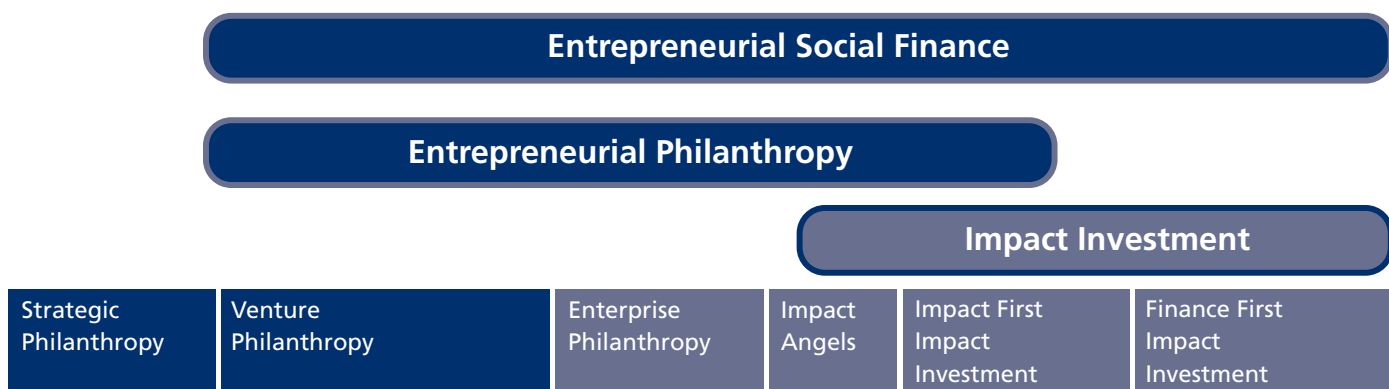 Entrepreneurial Social Finance
Entrepreneurial Philanthropy
Impact Investment
Strategic
Philanthropy
Venture
Philanthropy
Enterprise
Philanthropy
Impact
Angels
Impact First
Impact
Investment
Finance First
Impact
Investment